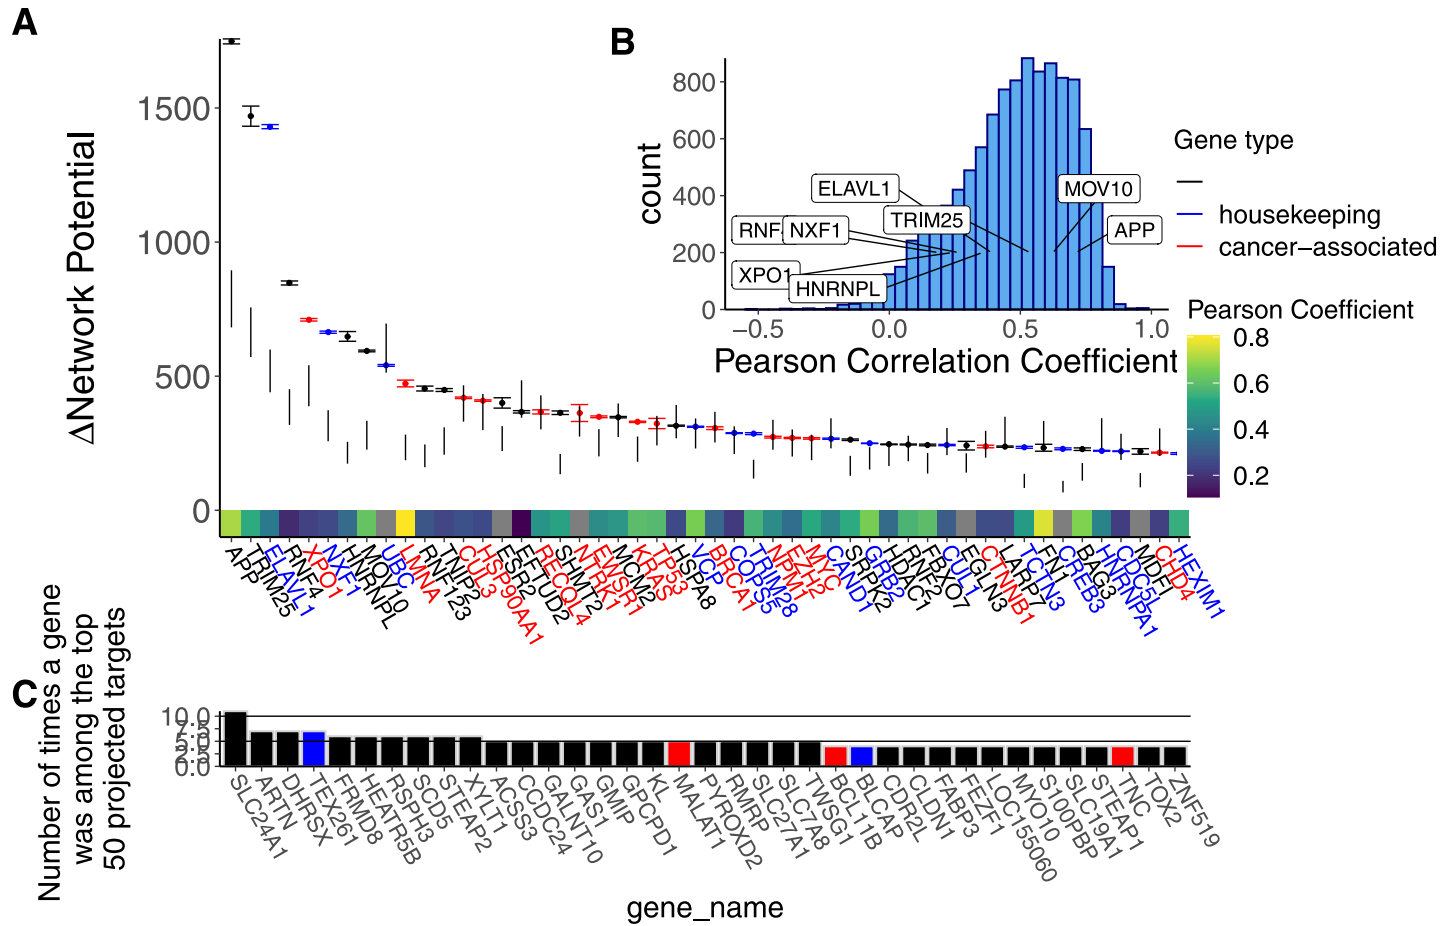 A
B
ΔNetwork Potential
1500
1000
500
0
count
800
600
400
200
0
ELAVL1
MOV10
TRIM25
NXF1
APP
XPO1
HNRNPL
−0.5
0.0
0.5
1.0
Pearson Correlation Coefficient
Gene type
housekeeping
cancer−associated
Pearson Coefficient
0.8
0.6
0.4
0.2
APP
TRIM25
ELAVL1
RNF4
XPO1
NXF1
HNRNPL
MOV10
UBC
LMNA
RNF123
TNIP2
CUL3
HSP90AA1
ESR2
EFTUD2
RECQL4
SHMT2
NTRK1
EWSR1
MCM2
KRAS
TP53
HSPA8
VCP
BRCA1
COPS5
TRIM28
NPM1
EZH2
MYC
CAND1
SRPK2
GRB2
HDAC1
RNF2
FBXO7
CUL1
EGLN3
CTNNB1
LARP7
TCTN3
FN1
CREB3
BAG3
HNRNPA1
CDC5L
MDFI
CHD4
HEXIM1
C
Number of times a gene
was among the top
50 projected targets
10.0
7.5
5.0
2.5
0.0
SLC24A1
ARTN
DHRSX
TEX261
FRMD8
HEATR5B
RSPH3
SCD5
STEAP2
XYLT1
ACSS3
CCDC24
GALNT10
GAS1
GMIP
GPCPD1
KL
MALAT1
PYROXD2
RMRP
SLC27A1
SLC7A8
TWSG1
BCL11B
BLCAP
CDR2L
CLDN1
FABP3
FEZF1
LOC155060
MYO10
S100PBP
SLC19A1
STEAP1
TNC
TOX2
ZNF519
gene_name